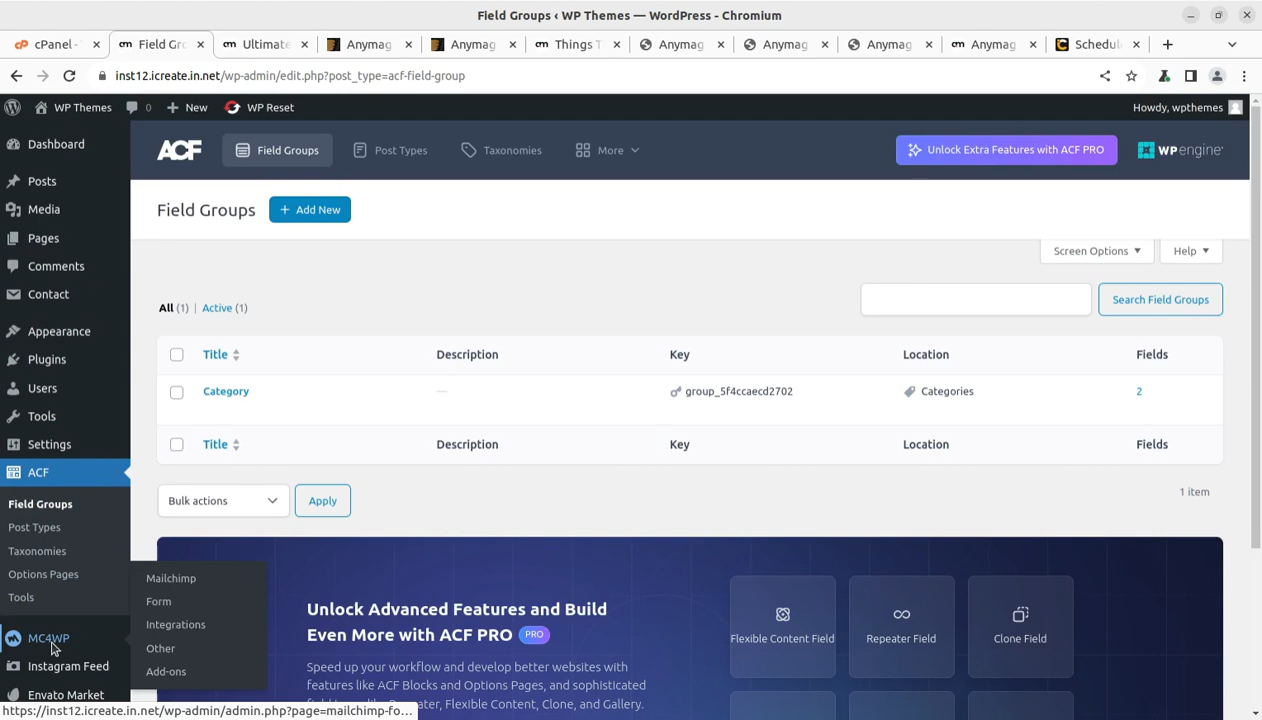 Field Groups ‹ WP Themes — WordPress - Chromium
cPanel -
Field Gr
Ultimate
Anymag
Anymag
Things T
Anymag
Anymag
Anymag
Anymag
Schedul
inst12.icreate.in.net/wp-admin/edit.php?post_type=acf-field-group
WP Themes
0
New
WP Reset
Howdy, wpthemes
Dashboard
Posts
Media
Pages
Comments
Contact
Appearance
Plugins
Users
Tools
Settings
ACF
Field Groups
Post Types
Taxonomies
Options Pages
Tools
MC4WP
Instagram Feed
Envato Market
Mailchimp
Form
Integrations
Other
Add-ons
ACF
Field Groups
Post Types
Taxonomies
More
Unlock Extra Features with ACF PRO
WP engine
Field Groups
+ Add New
Screen Options
Help
All (1) | Active (1)
Search Field Groups
Title Description Key Location Fields
Category — group_5f4ccaecd2702 Categories 2
Title Description Key Location Fields
Bulk actions
Apply
1 item
Unlock Advanced Features and Build
Even More with ACF PRO PRO
Speed up your workflow and develop better websites with
features like ACF Blocks and Options Pages, and sophisticated
eater, Flexible Content, Clone, and Gallery.
Flexible Content Field
Repeater Field
Clone Field
https://inst12.icreate.in.net/wp-admin/admin.php?page=mailchimp-fo...